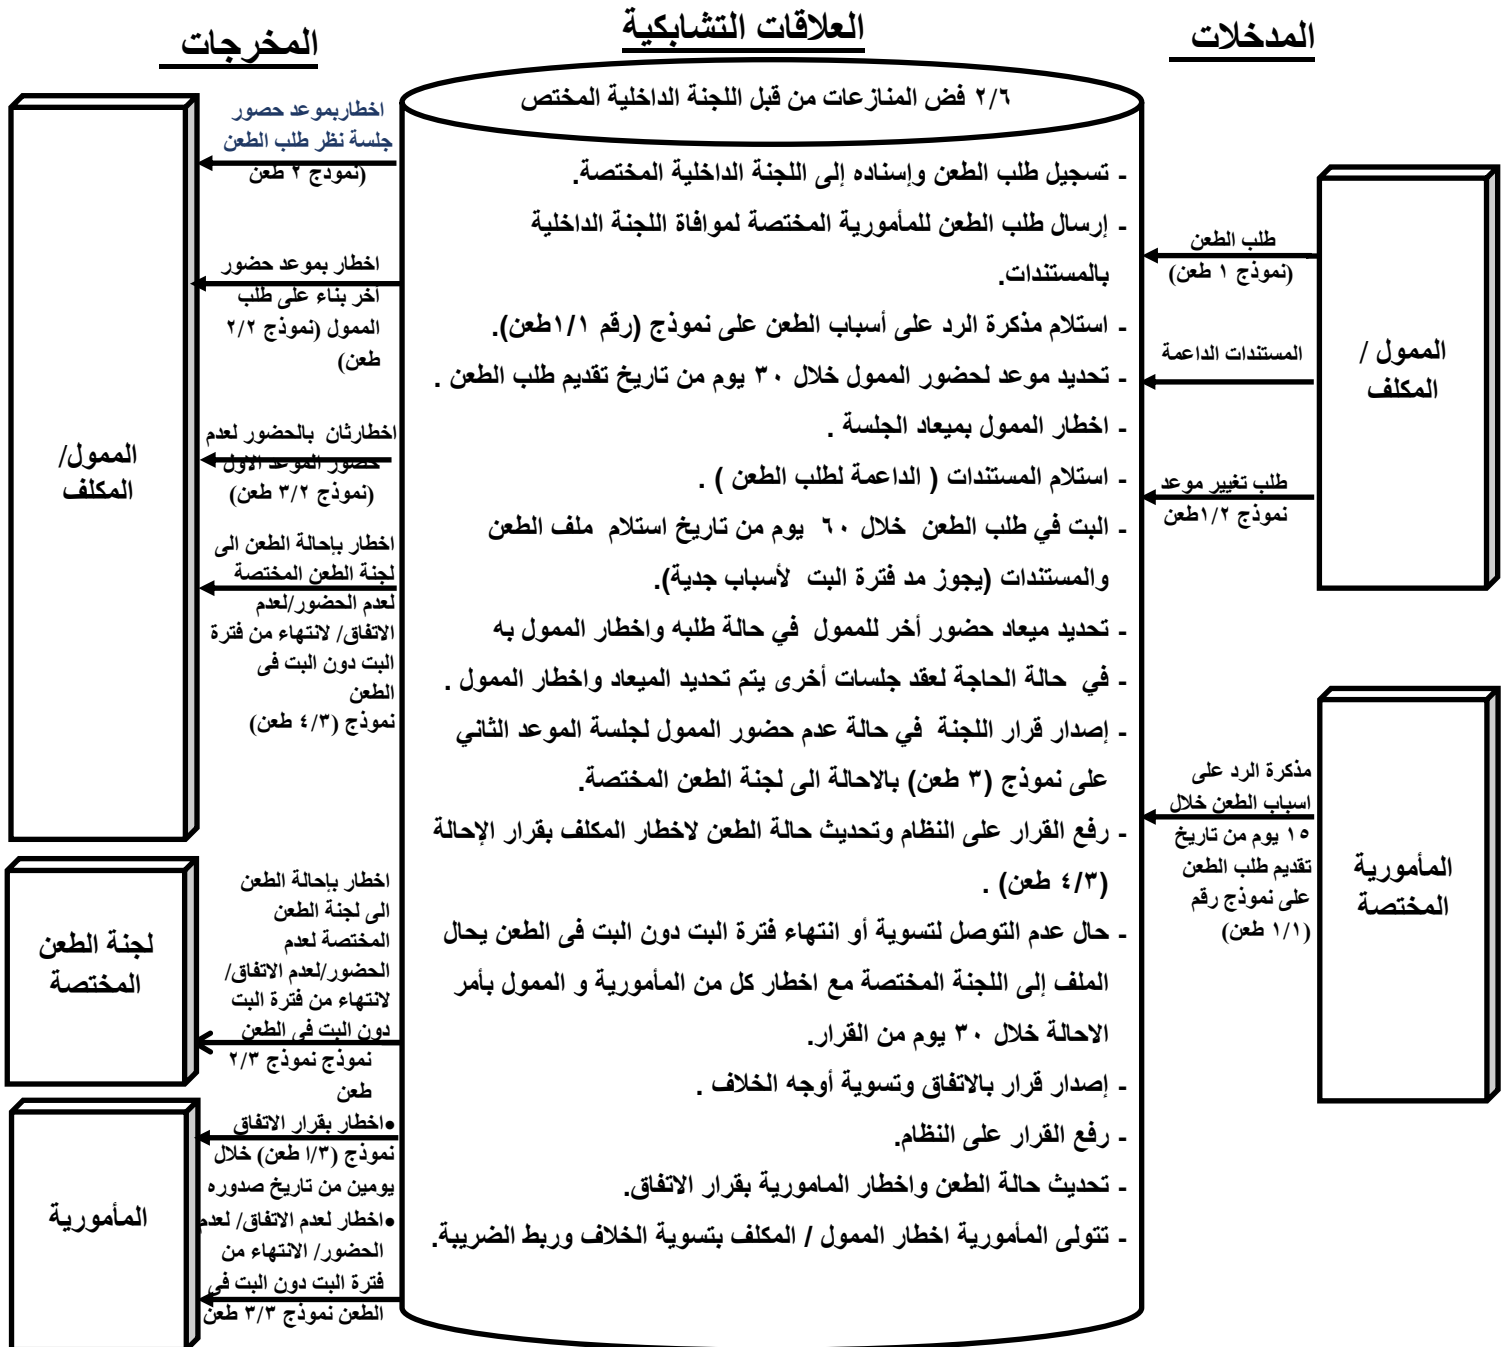 المدخلات
العلاقات التشابكية
المخرجات
الممول /
المكلف
طلب الطعن
(نموذج ١ طعن)
المستندات الداعمة
طلب تغيير موعد
نموذج ١/٢طعن
المأمورية
المختصة
مذكرة الرد على
اسباب الطعن خلال
١٥ يوم من تاريخ
تقديم طلب الطعن
على نموذج رقم
(١/١ طعن)
٢/٦ فض المنازعات من قبل اللجنة الداخلية المختص
- تسجيل طلب الطعن وإسناده إلى اللجنة الداخلية المختصة.
- إرسال طلب الطعن للمأمورية المختصة لموافاة اللجنة الداخلية
بالمستندات.
- استلام مذكرة الرد على أسباب الطعن على نموذج (رقم ١/١طعن).
- تحديد موعد لحضور الممول خلال ٣٠ يوم من تاريخ تقديم طلب الطعن .
- اخطار الممول بميعاد الجلسة .
- استلام المستندات ( الداعمة لطلب الطعن ) .
- البت في طلب الطعن خلال ٦٠ يوم من تاريخ استلام ملف الطعن
والمستندات (يجوز مد فترة البت لأسباب جدية).
- تحديد ميعاد حضور أخر للممول في حالة طلبه واخطار الممول به
- في حالة الحاجة لعقد جلسات أخرى يتم تحديد الميعاد واخطار الممول .
- إصدار قرار اللجنة في حالة عدم حضور الممول لجلسة الموعد الثاني
على نموذج (٣ طعن) بالاحالة الى لجنة الطعن المختصة.
- رفع القرار على النظام وتحديث حالة الطعن لاخطار المكلف بقرار الإحالة
(٤/٣ طعن) .
- حال عدم التوصل لتسوية أو انتهاء فترة البت دون البت فى الطعن يحال
الملف إلى اللجنة المختصة مع اخطار كل من المأمورية و الممول بأمر
الاحالة خلال ٣٠ يوم من القرار.
- إصدار قرار بالاتفاق وتسوية أوجه الخلاف .
- رفع القرار على النظام.
- تحديث حالة الطعن واخطار المامورية بقرار الاتفاق.
- تتولى المأمورية اخطار الممول / المكلف بتسوية الخلاف وربط الضريبة.
اخطاربموعد حصور
جلسة نظر طلب الطعن
(نموذج ٢ طعن
اخطار بموعد حضور
أخر بناء على طلب
الممول (نموذج ٢/٢
طعن)
اخطارثان بالحضور لعدم
حضور الموعد الاول
(نموذج ٣/٢ طعن)
اخطار بإحالة الطعن الى
لجنة الطعن المختصة
لعدم الحضور/لعدم
الاتفاق/ لانتهاء من فترة
البت دون البت فى
الطعن
نموذج (٤/٣ طعن)
الممول/
المكلف
اخطار بإحالة الطعن
الى لجنة الطعن
المختصة لعدم
الحضور/لعدم الاتفاق/
لانتهاء من فترة البت
دون البت فى الطعن
نموذج نموذج ٢/٣
طعن
لجنة الطعن
المختصة
•اخطار بقرار الاتفاق
نموذج (١/٣ طعن) خلال
يومين من تاريخ صدوره
•اخطار لعدم الاتفاق/ لعدم
الحضور/ الانتهاء من
فترة البت دون البت في
الطعن نموذج ٣/٣ طعن
المأمورية